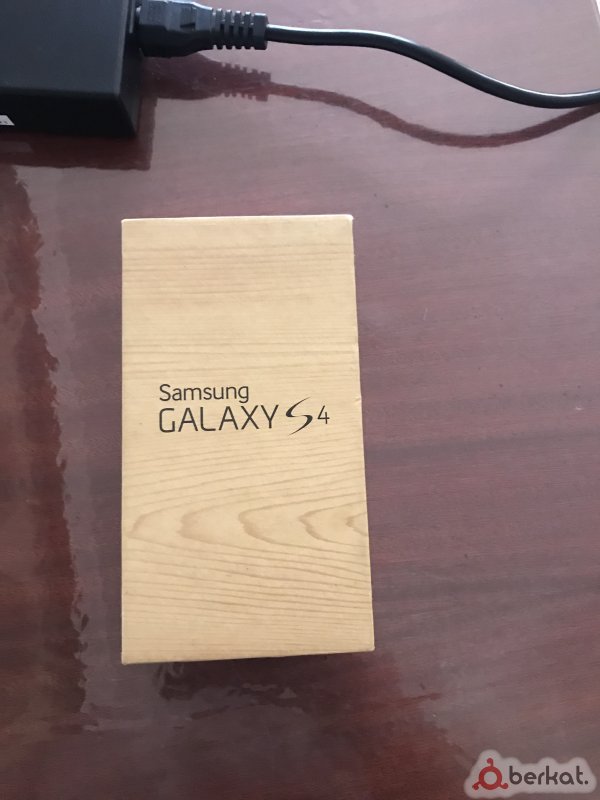 Samsung
GALAXY S4
berkat.